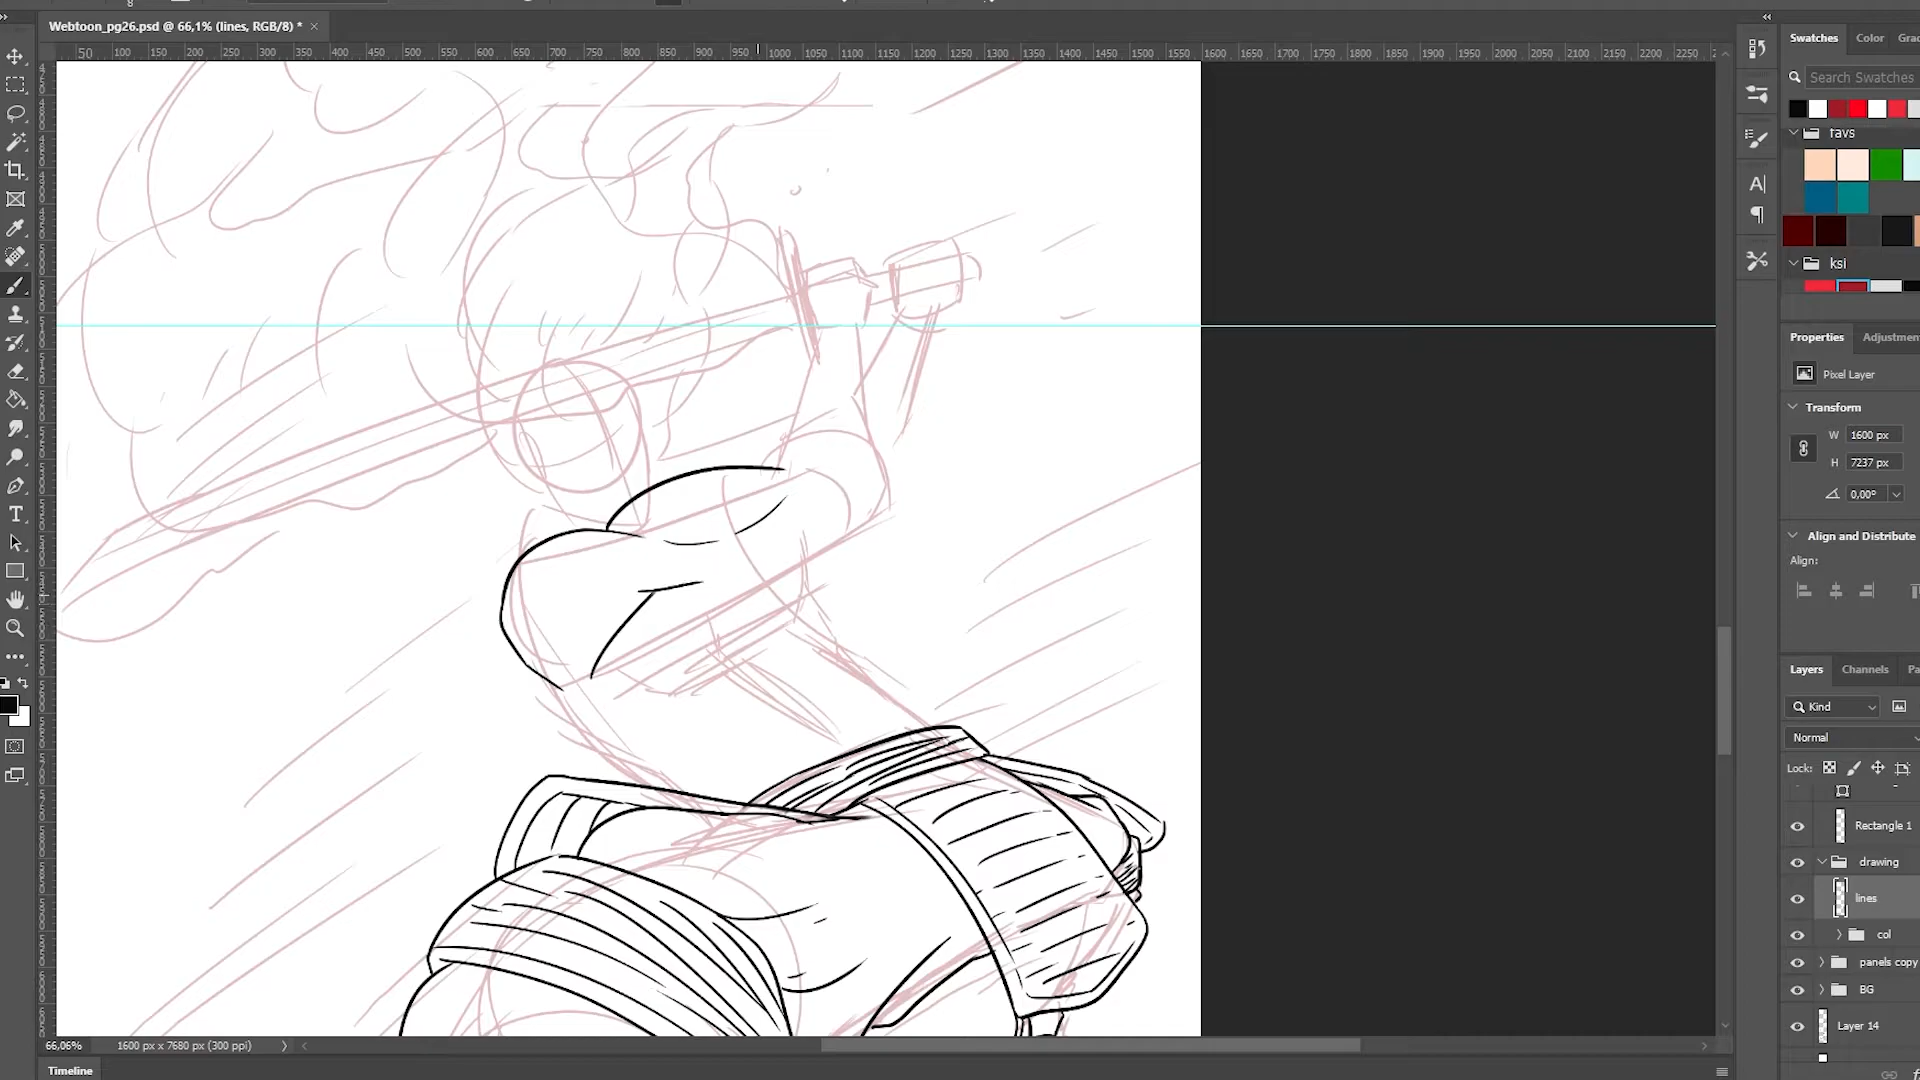 Webtoon_pg26.psd @ 66,1% (lines, RGB/8) * ×
50 100 150 200 250 300 350 400 450 500 550 600 650 700 750 800 850 900 950 1000 1050 1100 1150 1200 1250 1300 1350 1400 1450 1500 1550 1600 1650 1700 1750 1800 1850 1900 1950 2000 2050 2100 2150 2200 2250
Swatches Color
Search Swatches
favs
ksi
Properties Adjustmen
Pixel Layer
Transform
W 1600 px
H 7237 px
0,00°
Align and Distribute
Align:
Layers Channels Pa
Kind
Normal
Lock:
Rectangle 1
drawing
lines
col
panels copy
BG
Layer 14
66,06% 1600 px x 7680 px (300 ppi)
Timeline